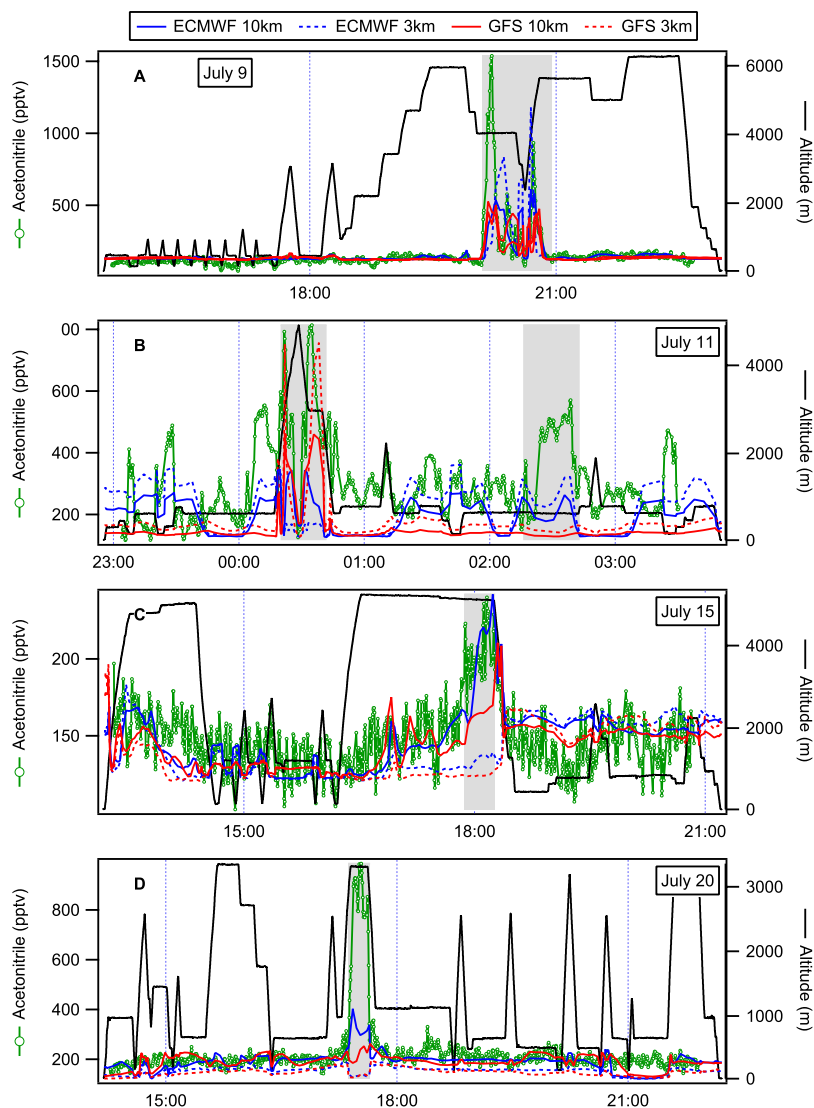 ECMWF 10km ECMWF 3km GFS 10km GFS 3km
A
July 9
1500
1000
500
6000
4000
2000
0
Acetonitrile (pptv)
Altitude (m)
18:00 21:00
B
July 11
00
600
400
200
4000
2000
0
Acetonitrile (pptv)
Altitude (m)
23:00 00:00 01:00 02:00 03:00
C
July 15
200
150
4000
2000
0
Acetonitrile (pptv)
Altitude (m)
15:00 18:00 21:00
D
July 20
800
600
400
200
3000
2000
1000
0
Acetonitrile (pptv)
Altitude (m)
15:00 18:00 21:00